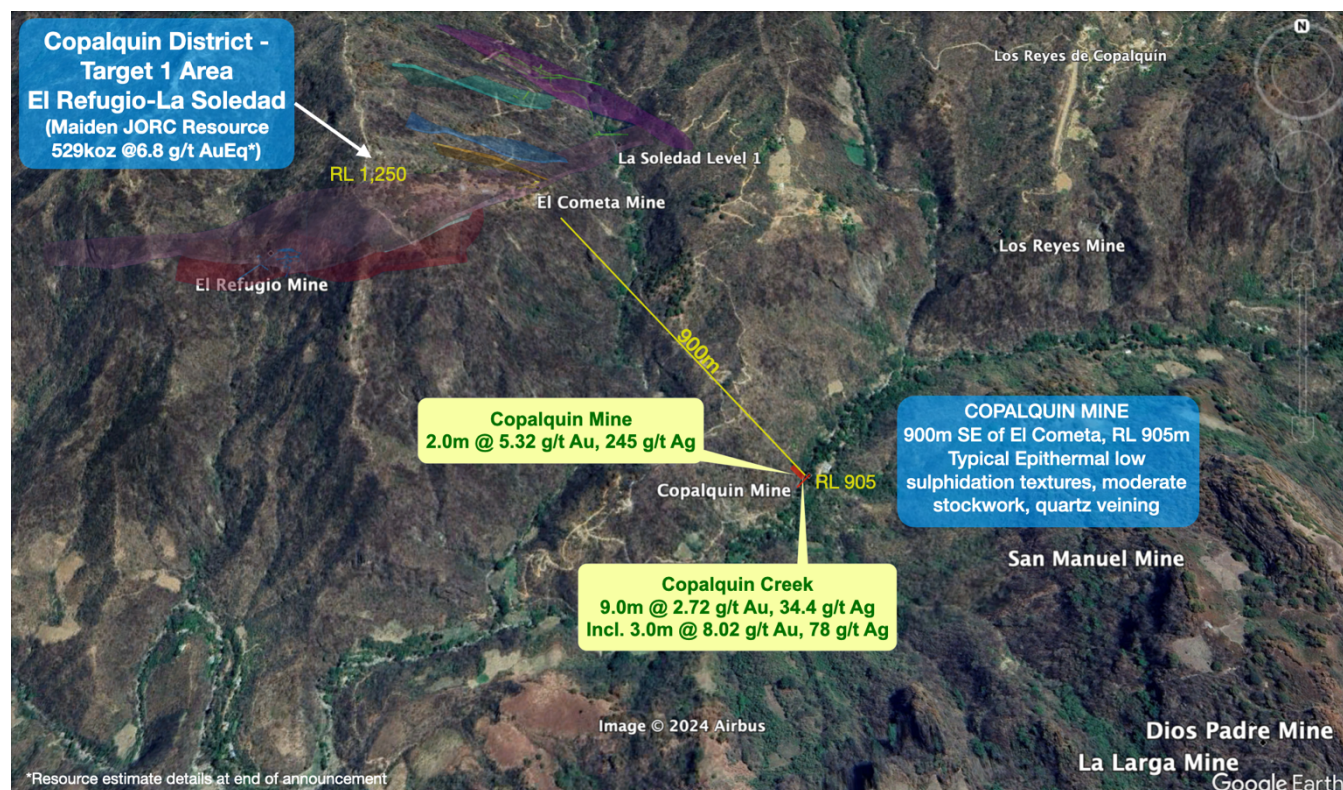 Copalquin District -
Target 1 Area
El Refugio-La Soledad
(Maiden JORC Resource
529koz @6.8 g/t AuEq*)
N
Los Reyes de Copalquín
La Soledad Level 1
RL 1,250
El Cometa Mine
Los Reyes Mine
El Refugio Mine
900m
Copalquin Mine
2.0m @ 5.32 g/t Au, 245 g/t Ag
COPALQUIN MINE
900m SE of El Cometa, RL 905m
Typical Epithermal low
sulphidation textures, moderate
stockwork, quartz veining
Copalquin Mine
RL 905
San Manuel Mine
Copalquin Creek
9.0m @ 2.72 g/t Au, 34.4 g/t Ag
Incl. 3.0m @ 8.02 g/t Au, 78 g/t Ag
Image © 2024 Airbus
Dios Padre Mine
La Larga Mine
*Resource estimate details at end of announcement
Google Earth